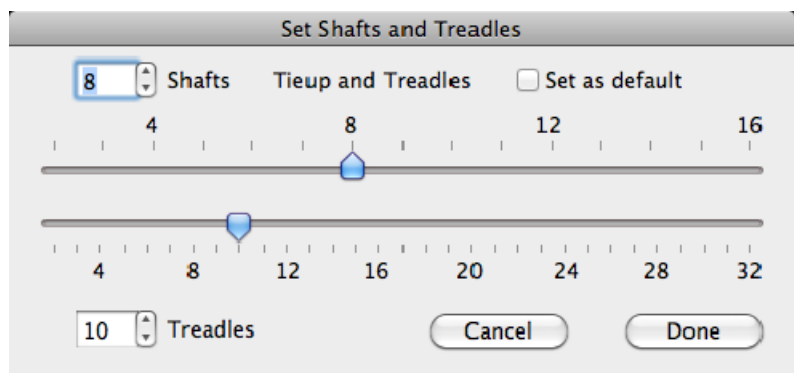 Set Shafts and Treadles
8 Shafts Tieup and Treadles Set as default
4 8 12 16
4 8 12 16 20 24 28 32
10 Treadles Cancel Done